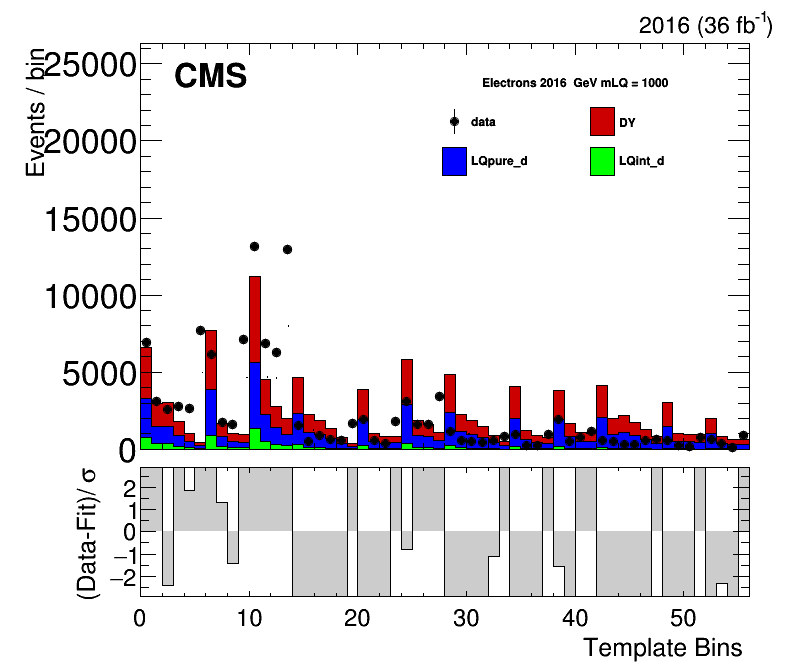 2016 (36 fb-1)
Events / bin
25000
20000
15000
10000
5000
0
CMS
Electrons 2016 GeV mLQ = 1000
data
DY
LQpure_d
LQint_d
(Data-Fit)/ σ
2
1
0
−1
−2
0 10 20 30 40 50
Template Bins